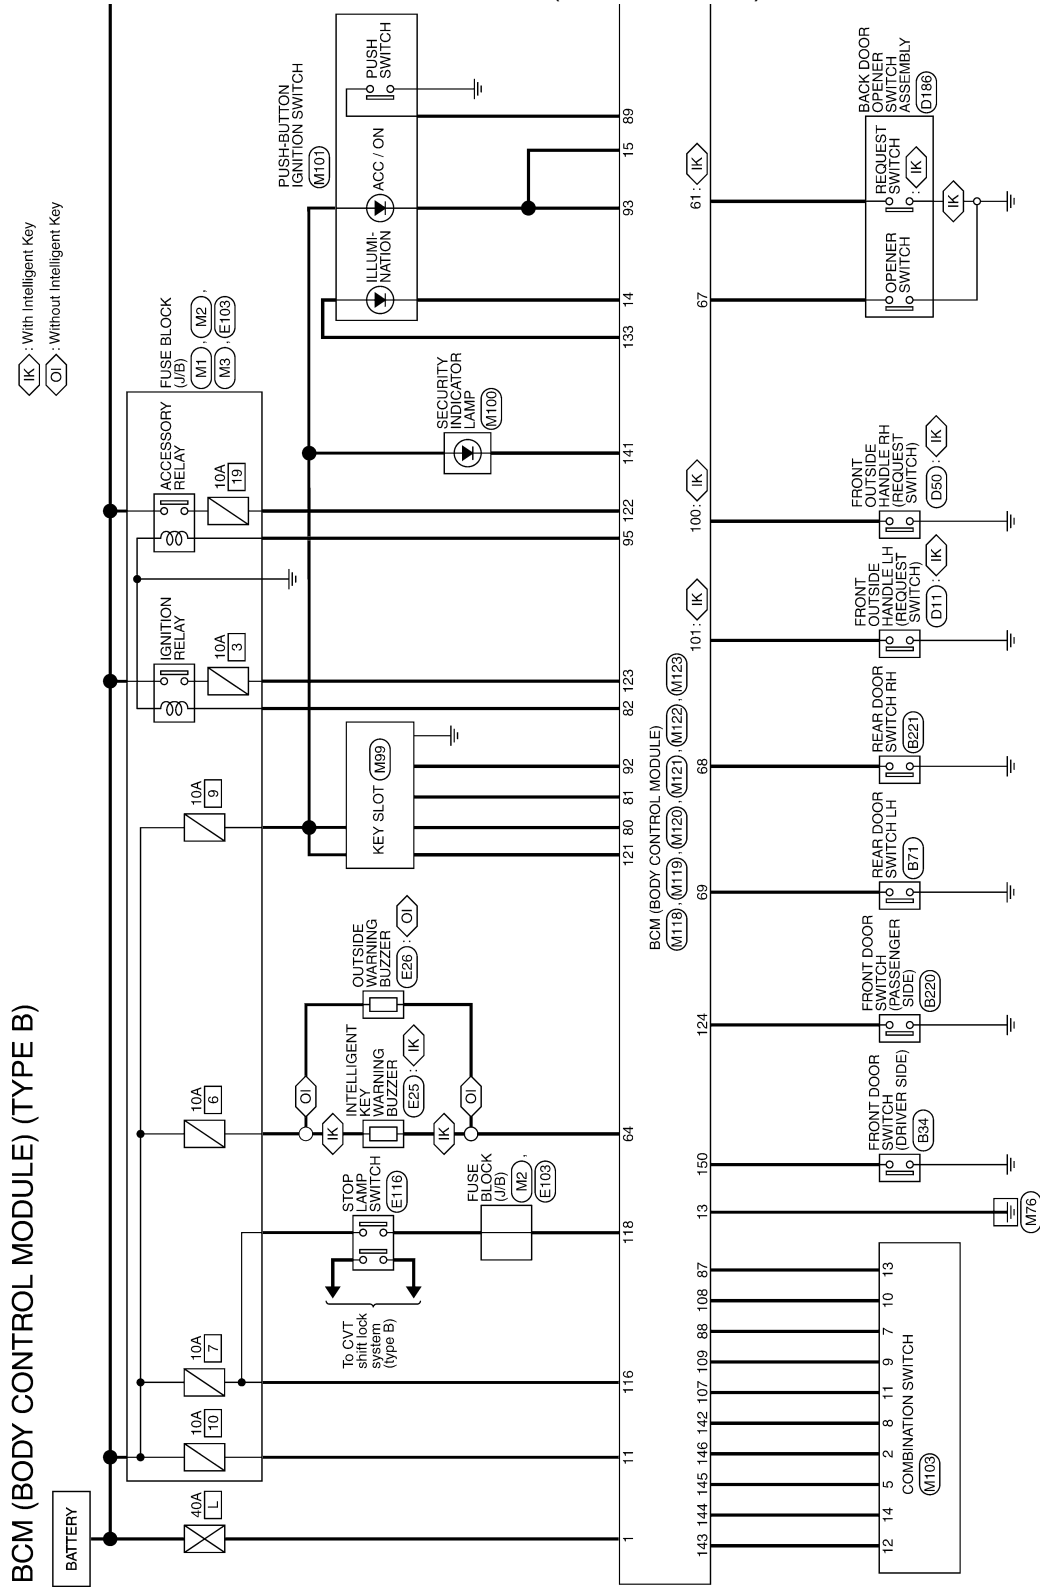 BCM (BODY CONTROL MODULE) (TYPE B)
IK : With Intelligent Key
OI : Without Intelligent Key
BATTERY
FUSE BLOCK
(J/B)
M1 , M2 ,
M3 , E103
40A
L
10A
10
10A
7
10A
6
10A
9
IGNITION
RELAY
10A
3
ACCESSORY
RELAY
10A
19
To CVT
shift lock
system
(type B)
STOP
LAMP
SWITCH
E116
FUSE
BLOCK
(J/B)
M2 ,
E103
OI
IK
INTELLIGENT
KEY
WARNING
BUZZER
E25 : IK
IK
OI
OUTSIDE
WARNING
BUZZER
E26 : OI
KEY SLOT M99
SECURITY
INDICATOR
LAMP
M100
PUSH-BUTTON
IGNITION SWITCH
M101
ILLUMI-
NATION
ACC / ON
PUSH
SWITCH
1 11 116 118 64 121 80 81 92 82 123 95 122 141 133 14 93 15 89
BCM (BODY CONTROL MODULE)
M118 , M119 , M120 , M121 , M122 , M123
143 144 145 146 142 107 109 88 108 87 13 150 124 69 68 101 : IK 100 : IK 67 61 : IK
12 14 5 2 8 11 9 7 10 13
COMBINATION SWITCH
M103
M76
FRONT DOOR
SWITCH
(DRIVER SIDE)
B34
FRONT DOOR
SWITCH
(PASSENGER
SIDE)
B220
REAR DOOR
SWITCH LH
B71
REAR DOOR
SWITCH RH
B221
FRONT
OUTSIDE
HANDLE LH
(REQUEST
SWITCH)
D11 : IK
FRONT
OUTSIDE
HANDLE RH
(REQUEST
SWITCH)
D50 : IK
BACK DOOR
OPENER
SWITCH
ASSEMBLY
D186
OPENER
SWITCH
REQUEST
SWITCH
: IK
IK